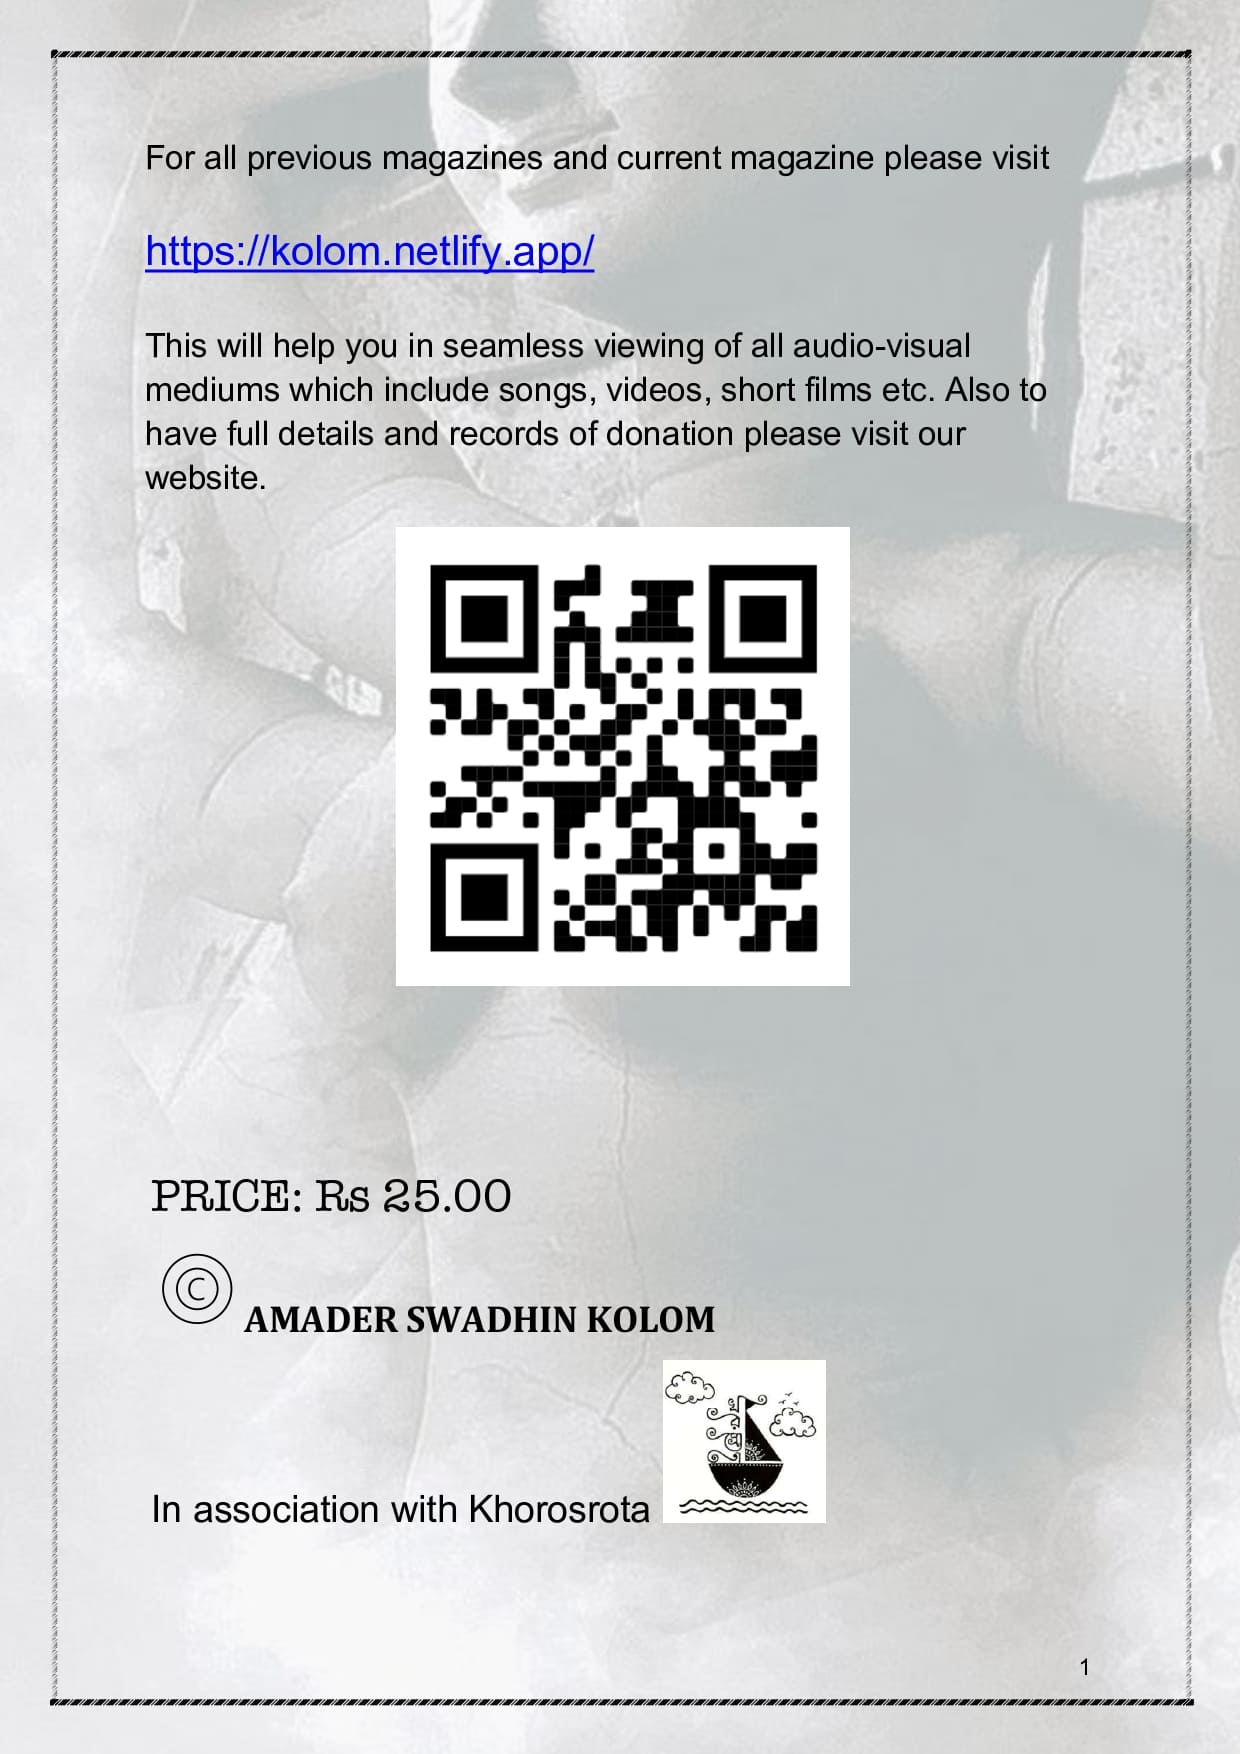 For all previous magazines and current magazine please visit
https://kolom.netlify.app/
This will help you in seamless viewing of all audio-visual
mediums which include songs, videos, short films etc. Also to
have full details and records of donation please visit our
website.
PRICE: Rs 25.00
©
AMADER SWADHIN KOLOM
In association with Khorosrota
1